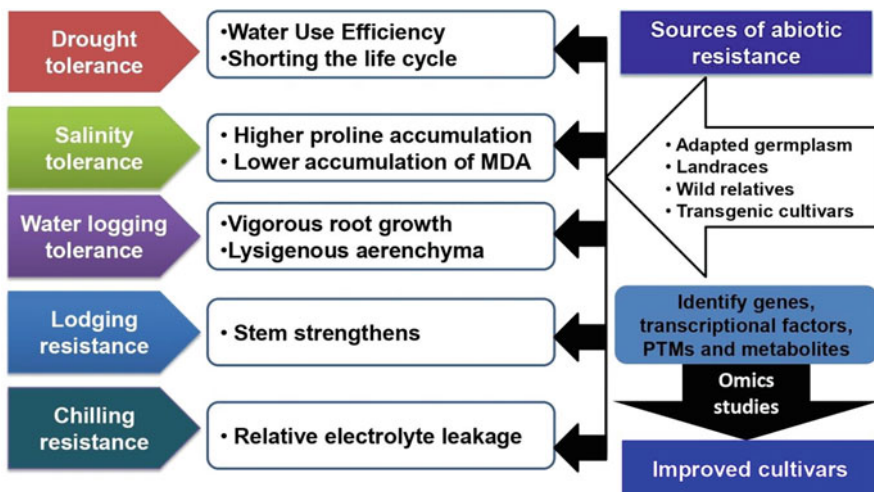 Drought
tolerance
•Water Use Efficiency
•Shorting the life cycle
Salinity
tolerance
• Higher proline accumulation
• Lower accumulation of MDA
Water logging
tolerance
•Vigorous root growth
•Lysigenous aerenchyma
Lodging
resistance
• Stem strengthens
Chilling
resistance
• Relative electrolyte leakage
Sources of abiotic
resistance
• Adapted germplasm
• Landraces
• Wild relatives
• Transgenic cultivars
Identify genes,
transcriptional factors,
PTMs and metabolites
Omics
studies
Improved cultivars